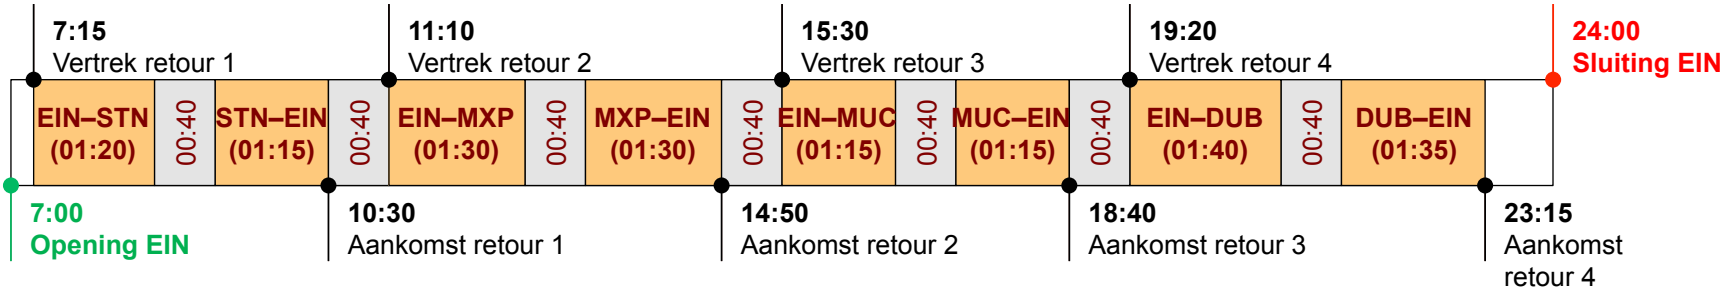 7:15
Vertrek retour 1
11:10
Vertrek retour 2
15:30
Vertrek retour 3
19:20
Vertrek retour 4
24:00
Sluiting EIN
EIN–STN
(01:20)
00:40
STN–EIN
(01:15)
00:40
EIN–MXP
(01:30)
00:40
MXP–EIN
(01:30)
00:40
EIN–MUC
(01:15)
00:40
MUC–EIN
(01:15)
00:40
EIN–DUB
(01:40)
00:40
DUB–EIN
(01:35)
7:00
Opening EIN
10:30
Aankomst retour 1
14:50
Aankomst retour 2
18:40
Aankomst retour 3
23:15
Aankomst
retour 4